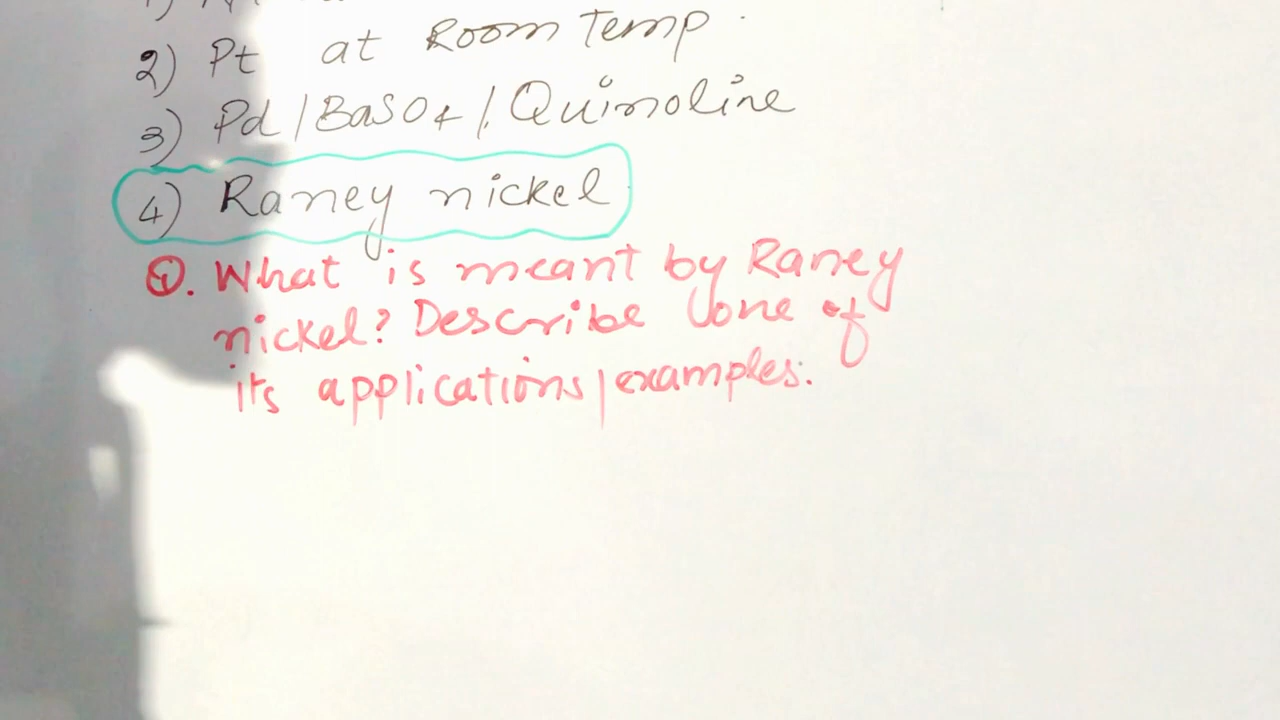 1)
2) Pt at Room Temp.
3) Pd/BaSO4/Quinoline
4) Raney nickel
Q. What is meant by Raney
nickel? Describe one of
its applications/examples.